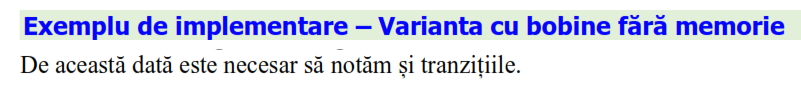 Exemplu de implementare – Varianta cu bobine fără memorie
De această dată este necesar să notăm și tranzițiile.